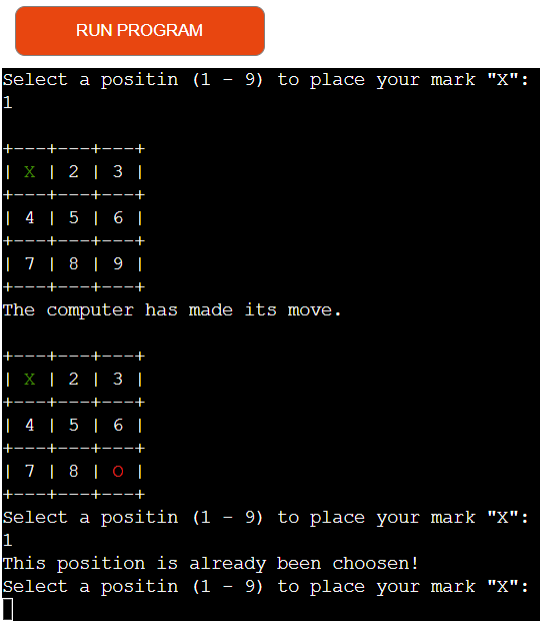 RUN PROGRAM
Select a positin (1 - 9) to place your mark "X":
1
+---+---+---+
| X | 2 | 3 |
+---+---+---+
| 4 | 5 | 6 |
+---+---+---+
| 7 | 8 | 9 |
+---+---+---+
The computer has made its move.
+---+---+---+
| X | 2 | 3 |
+---+---+---+
| 4 | 5 | 6 |
+---+---+---+
| 7 | 8 | O |
+---+---+---+
Select a positin (1 - 9) to place your mark "X":
1
This position is already been choosen!
Select a positin (1 - 9) to place your mark "X":